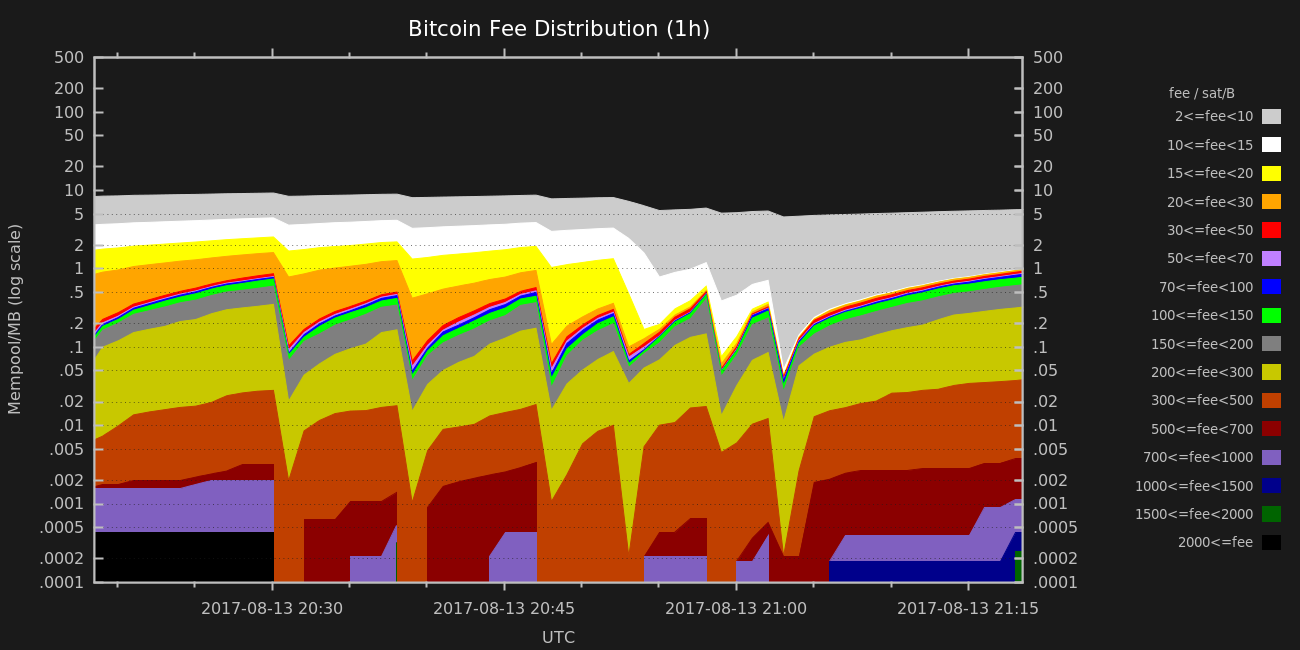 Bitcoin Fee Distribution (1h)
Mempool/MB (log scale)
500
200
100
50
20
10
5
2
1
.5
.2
.1
.05
.02
.01
.005
.002
.001
.0005
.0002
.0001
500
200
100
50
20
10
5
2
1
.5
.2
.1
.05
.02
.01
.005
.002
.001
.0005
.0002
.0001
2017-08-13 20:30
2017-08-13 20:45
2017-08-13 21:00
2017-08-13 21:15
UTC
fee / sat/B
2<=fee<10
10<=fee<15
15<=fee<20
20<=fee<30
30<=fee<50
50<=fee<70
70<=fee<100
100<=fee<150
150<=fee<200
200<=fee<300
300<=fee<500
500<=fee<700
700<=fee<1000
1000<=fee<1500
1500<=fee<2000
2000<=fee